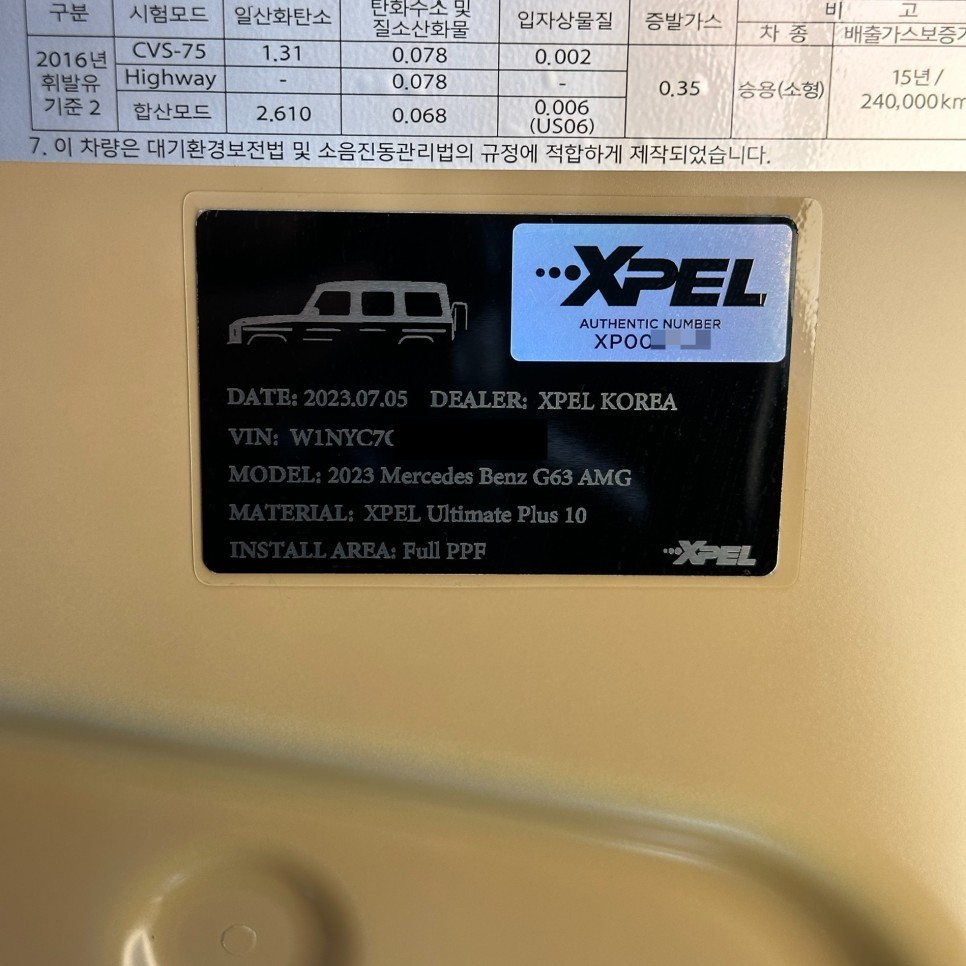 구분 시험모드 일산화탄소 탄화수소 및 질소산화물 입자상물질 증발가스 비 고
차 종 배출가스보증기
2016년 휘발유 기준 2 CVS-75 1.31 0.078 0.002 0.35 승용(소형) 15년 / 240,000km
Highway - 0.078 -
합산모드 2.610 0.068 0.006 (US06)
7. 이 차량은 대기환경보전법 및 소음진동관리법의 규정에 적합하게 제작되었습니다.
XPEL
AUTHENTIC NUMBER
XP00
DATE: 2023.07.05 DEALER: XPEL KOREA
VIN: W1NYC7
MODEL: 2023 Mercedes Benz G63 AMG
MATERIAL: XPEL Ultimate Plus 10
INSTALL AREA: Full PPF
XPEL